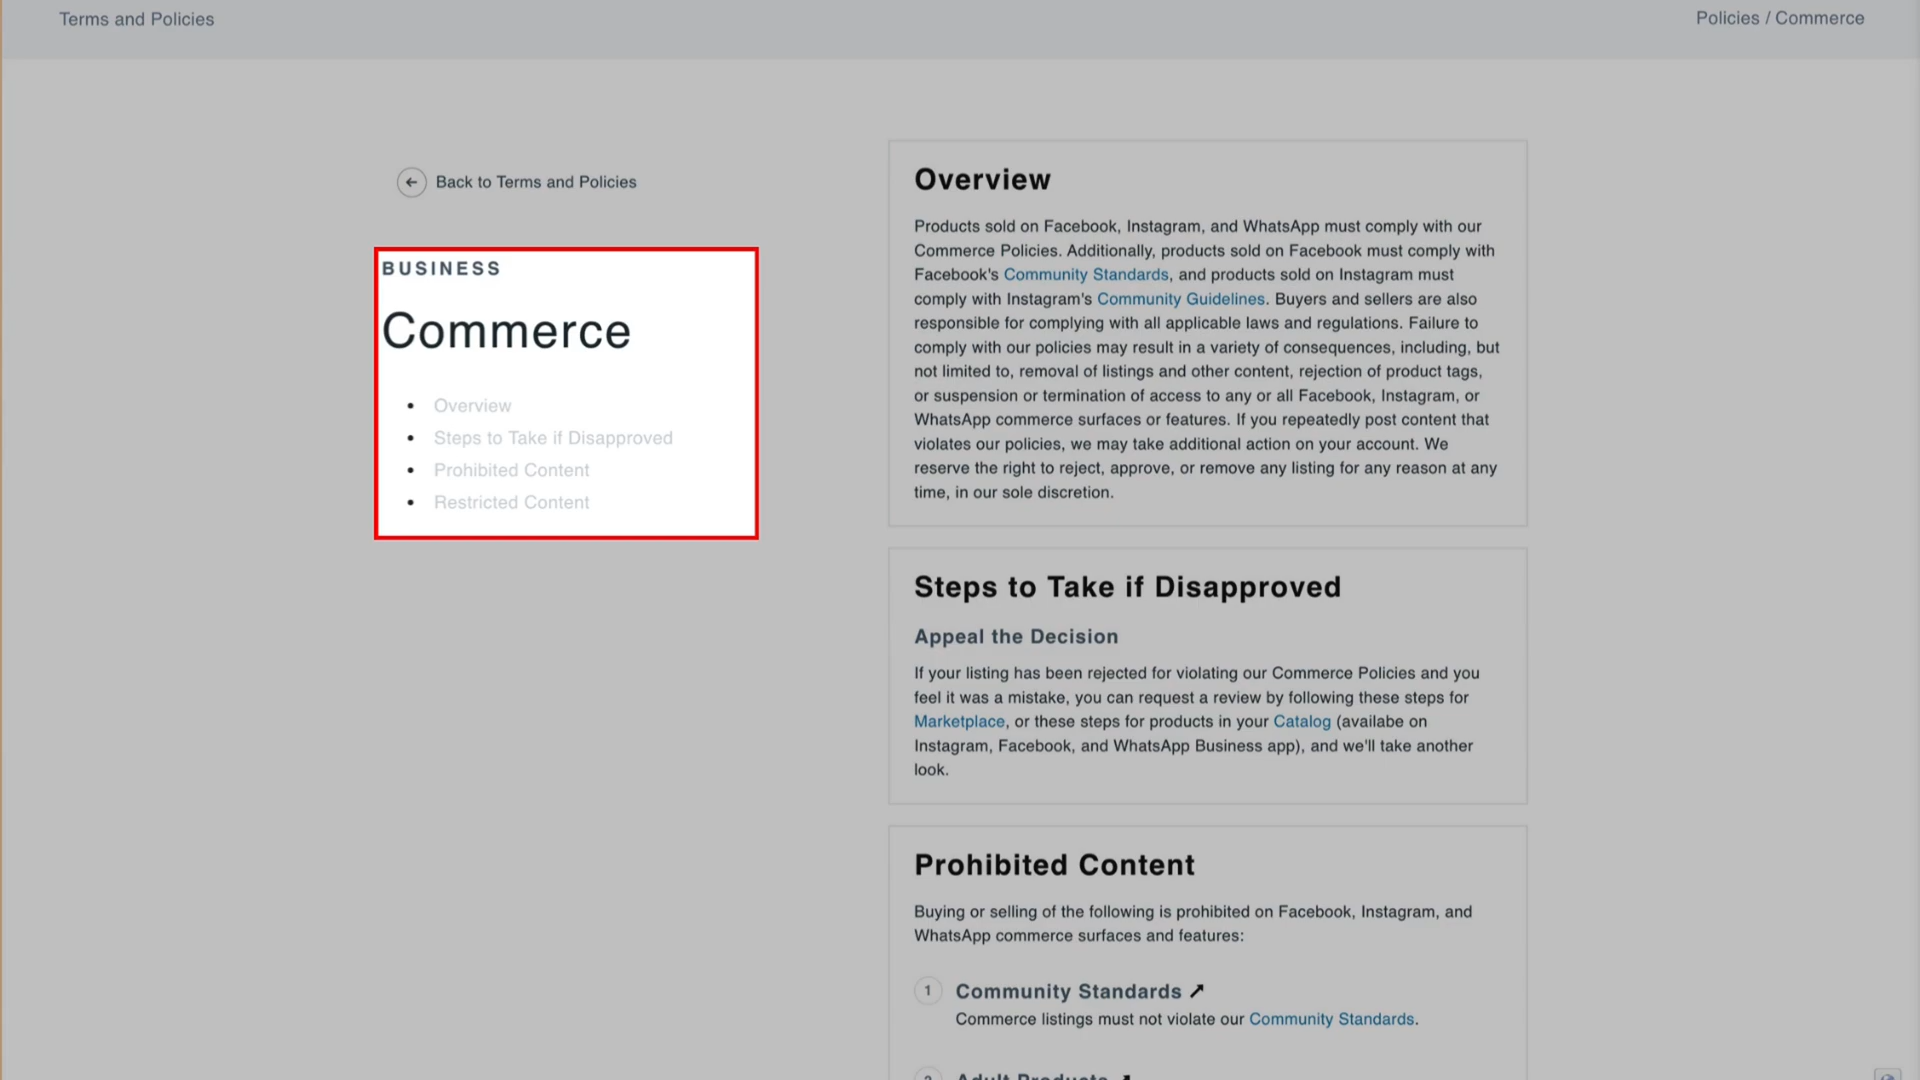 Terms and Policies
Policies / Commerce
Back to Terms and Policies
BUSINESS
Commerce
Overview
Steps to Take if Disapproved
Prohibited Content
Restricted Content
Overview
Products sold on Facebook, Instagram, and WhatsApp must comply with our
Commerce Policies. Additionally, products sold on Facebook must comply with
Facebook's Community Standards, and products sold on Instagram must
comply with Instagram's Community Guidelines. Buyers and sellers are also
responsible for complying with all applicable laws and regulations. Failure to
comply with our policies may result in a variety of consequences, including, but
not limited to, removal of listings and other content, rejection of product tags,
or suspension or termination of access to any or all Facebook, Instagram, or
WhatsApp commerce surfaces or features. If you repeatedly post content that
violates our policies, we may take additional action on your account. We
reserve the right to reject, approve, or remove any listing for any reason at any
time, in our sole discretion.
Steps to Take if Disapproved
Appeal the Decision
If your listing has been rejected for violating our Commerce Policies and you
feel it was a mistake, you can request a review by following these steps for
Marketplace, or these steps for products in your Catalog (availabe on
Instagram, Facebook, and WhatsApp Business app), and we'll take another
look.
Prohibited Content
Buying or selling of the following is prohibited on Facebook, Instagram, and
WhatsApp commerce surfaces and features:
1 Community Standards
Commerce listings must not violate our Community Standards.
2 Adult Products